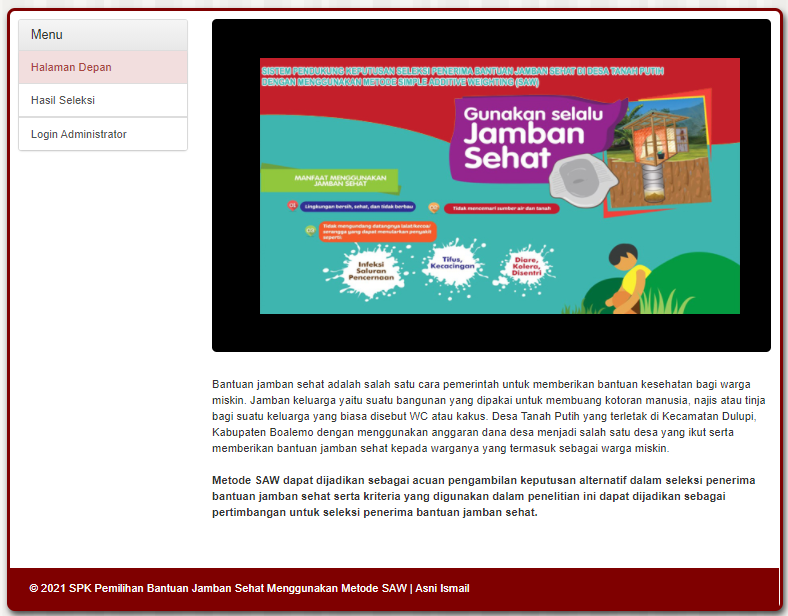 Menu
Halaman Depan
Hasil Seleksi
Login Administrator
SISTEM PENDUKUNG KEPUTUSAN SELEKSI PENERIMA BANTUAN JAMBAN SEHAT DI DESA TANAH PUTIH
DENGAN MENGGUNAKAN METODE SIMPLE ADDITIVE WEIGHTING (SAW)
Gunakan selalu
Jamban
Sehat
MANFAAT MENGGUNAKAN
JAMBAN SEHAT
01 Lingkungan bersih, sehat, dan tidak berbau
02 Tidak mencemari sumber air dan tanah
03 Tidak mengundang datangnya lalat/kecoa/
serangga yang dapat menularkan penyakit
seperti:
Infeksi
Saluran
Pencernaan
Tifus,
Kecacingan
Diare,
Kolera,
Disentri
Bantuan jamban sehat adalah salah satu cara pemerintah untuk memberikan bantuan kesehatan bagi warga
miskin. Jamban keluarga yaitu suatu bangunan yang dipakai untuk membuang kotoran manusia, najis atau tinja
bagi suatu keluarga yang biasa disebut WC atau kakus. Desa Tanah Putih yang terletak di Kecamatan Dulupi,
Kabupaten Boalemo dengan menggunakan anggaran dana desa menjadi salah satu desa yang ikut serta
memberikan bantuan jamban sehat kepada warganya yang termasuk sebagai warga miskin.
Metode SAW dapat dijadikan sebagai acuan pengambilan keputusan alternatif dalam seleksi penerima
bantuan jamban sehat serta kriteria yang digunakan dalam penelitian ini dapat dijadikan sebagai
pertimbangan untuk seleksi penerima bantuan jamban sehat.
© 2021 SPK Pemilihan Bantuan Jamban Sehat Menggunakan Metode SAW | Asni Ismail